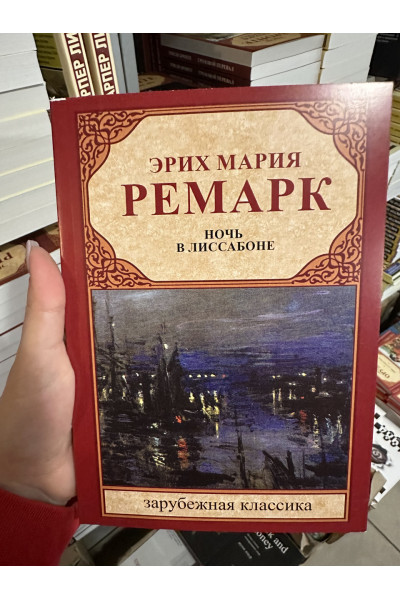 ЭРИХ МАРИЯ
РЕМАРК
НОЧЬ
В ЛИССАБОНЕ
зарубежная классика